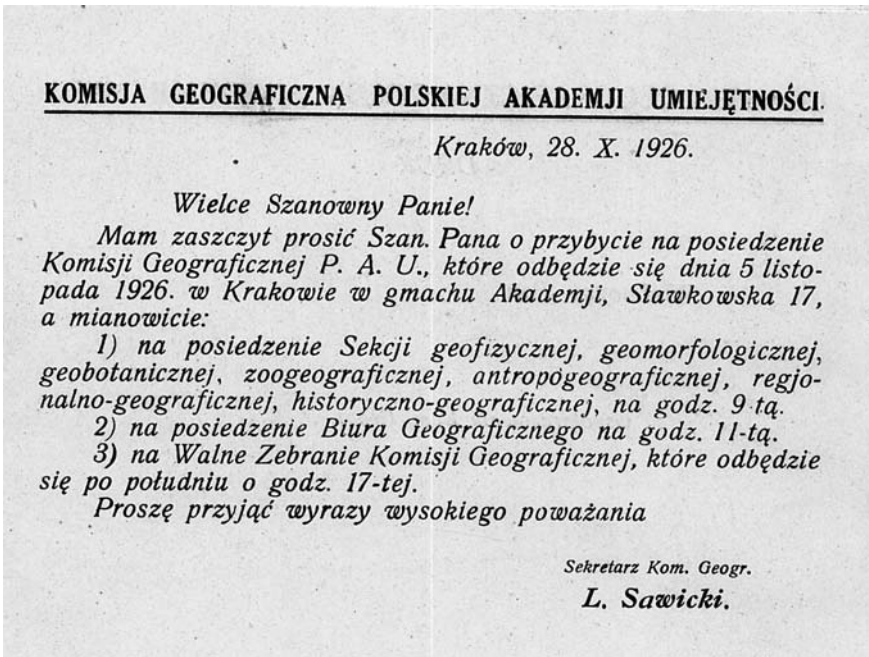 KOMISJA GEOGRAFICZNA POLSKIEJ AKADEMJI UMIEJĘTNOŚCI.
Kraków, 28. X. 1926.
Wielce Szanowny Panie!
Mam zaszczyt prosić Szan. Pana o przybycie na posiedzenie
Komisji Geograficznej P. A. U., które odbędzie się dnia 5 listo-
pada 1926. w Krakowie w gmachu Akademji, Sławkowska 17,
a mianowicie:
1) na posiedzenie Sekcji geofizycznej, geomorfologicznej,
geobotanicznej, zoogeograficznej, antropogeograficznej, regjo-
nalno-geograficznej, historyczno-geograficznej, na godz. 9-tą.
2) na posiedzenie Biura Geograficznego na godz. 11-tą.
3) na Walne Zebranie Komisji Geograficznej, które odbędzie
się po południu o godz. 17-tej.
Proszę przyjąć wyrazy wysokiego poważania
Sekretarz Kom. Geogr.
L. Sawicki.